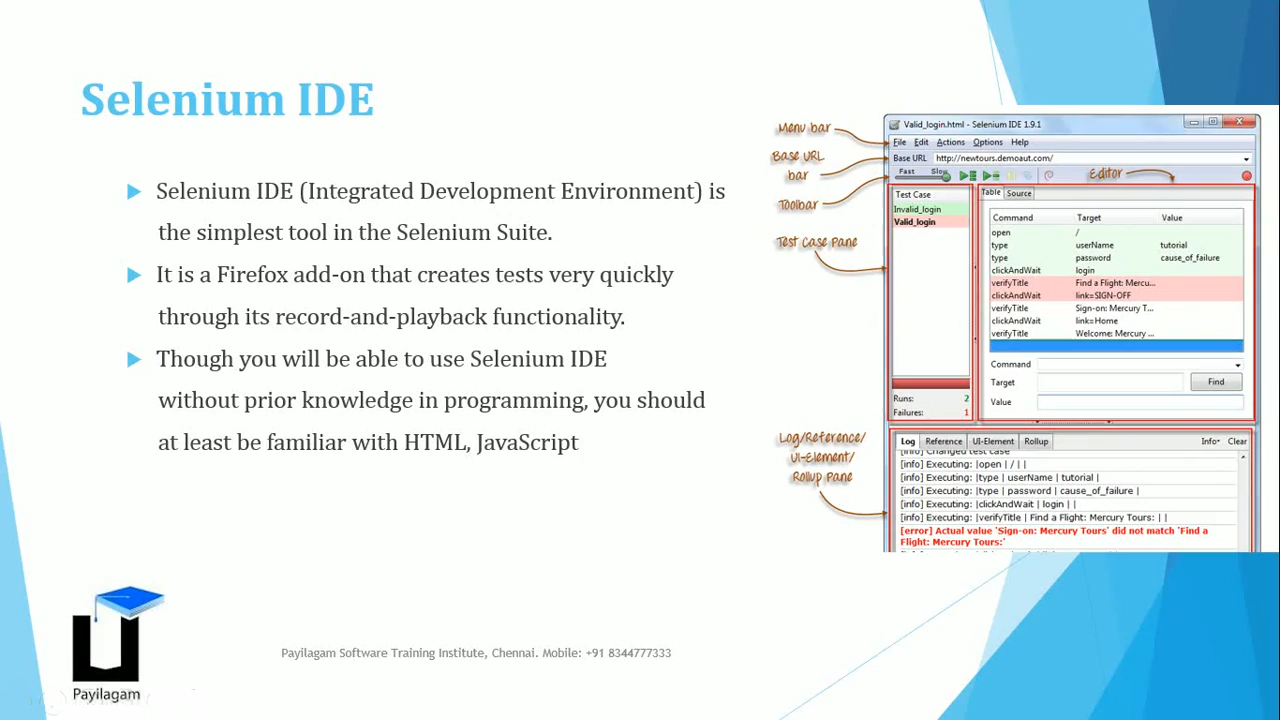 Selenium IDE
Selenium IDE (Integrated Development Environment) is
the simplest tool in the Selenium Suite.
It is a Firefox add-on that creates tests very quickly
through its record-and-playback functionality.
Though you will be able to use Selenium IDE
without prior knowledge in programming, you should
at least be familiar with HTML, JavaScript
Menu bar
Base URL
bar
Toolbar
Test Case Pane
Log/Reference/
UI-Element/
Rollup Pane
Editor
Valid_login.html - Selenium IDE 1.9.1
File Edit Actions Options Help
Base URL http://newtours.demoaut.com/
Fast Slow
Test Case
Invalid_login
Valid_login
Runs: 2
Failures: 1
Table Source
Command Target Value
open /
type userName tutorial
type password cause_of_failure
clickAndWait login
verifyTitle Find a Flight: Mercu...
clickAndWait link=SIGN-OFF
verifyTitle Sign-on: Mercury T...
clickAndWait link=Home
verifyTitle Welcome: Mercury ...
Command
Target Find
Value
Log Reference UI-Element Rollup Info Clear
[info] Changed test case
[info] Executing: |open | / | |
[info] Executing: |type | userName | tutorial |
[info] Executing: |type | password | cause_of_failure |
[info] Executing: |clickAndWait | login | |
[info] Executing: |verifyTitle | Find a Flight: Mercury Tours: | |
[error] Actual value 'Sign-on: Mercury Tours' did not match 'Find a
Flight: Mercury Tours:'
Payilagam
Payilagam Software Training Institute, Chennai. Mobile: +91 8344777333